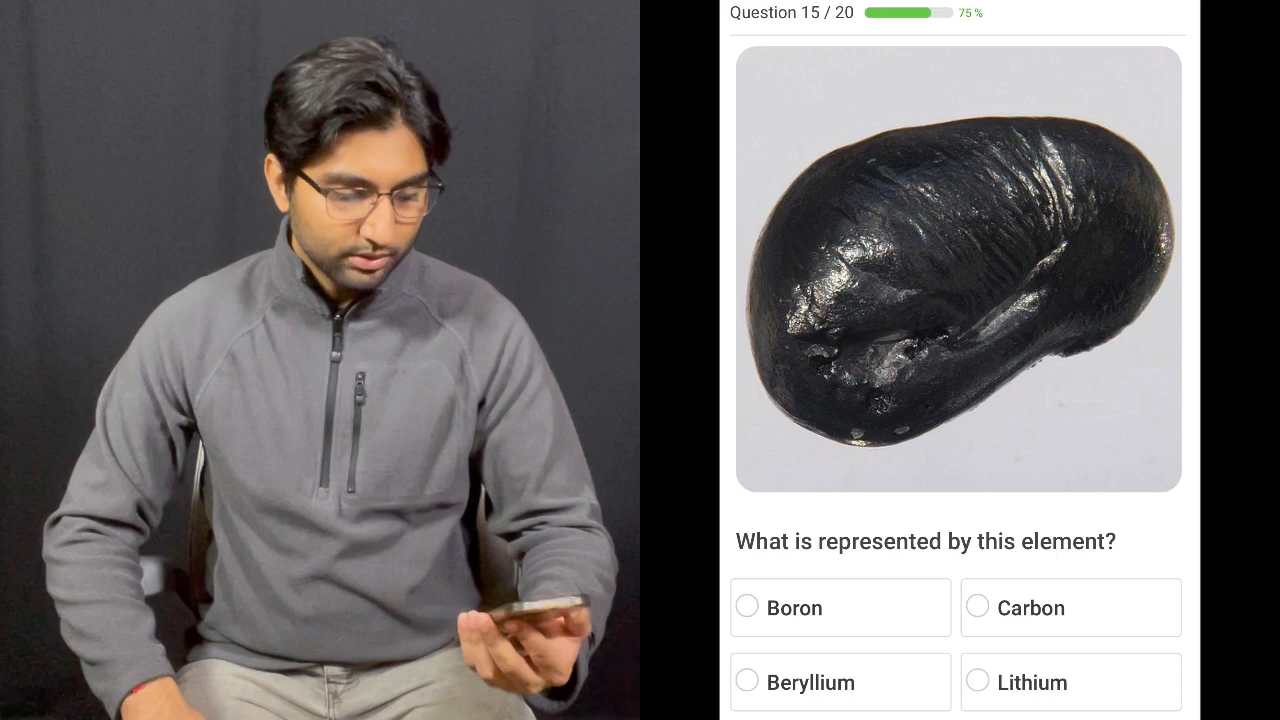 Question 15 / 20 75 %
What is represented by this element?
Boron Carbon
Beryllium Lithium